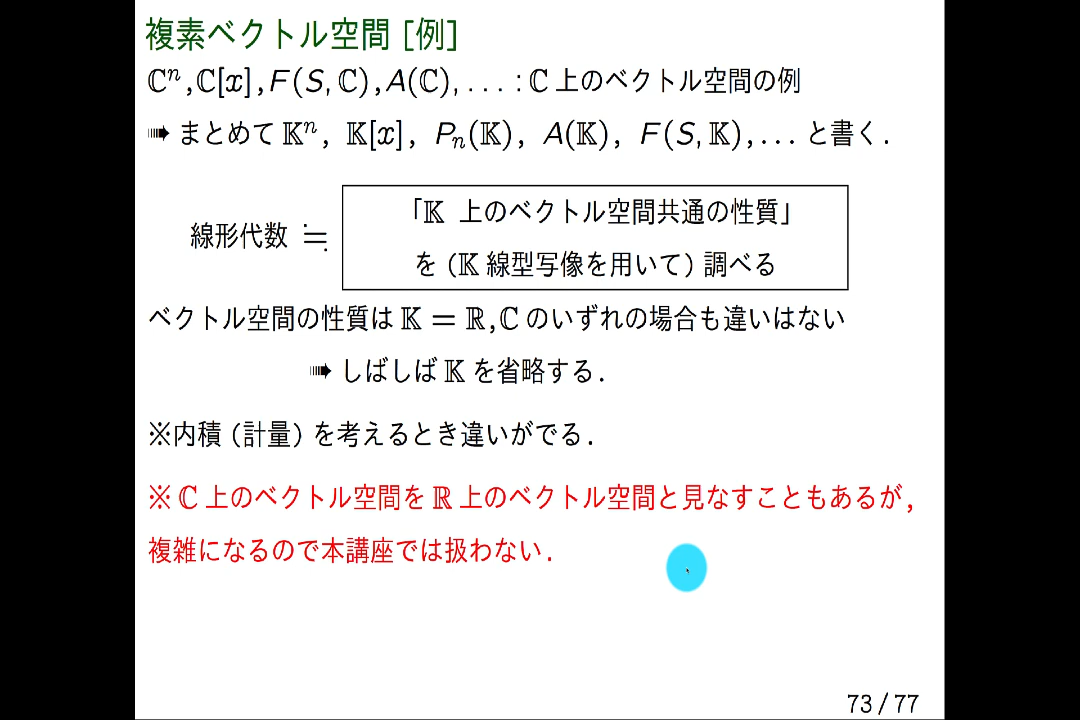 複素ベクトル空間 [例]
ℂⁿ,ℂ[x],F(S,ℂ),A(ℂ),...:ℂ 上のベクトル空間の例
➠ まとめて 𝕂ⁿ, 𝕂[x], Pₙ(𝕂), A(𝕂), F(S,𝕂),... と書く.
線形代数 ≒
「𝕂 上のベクトル空間共通の性質」
を (𝕂 線型写像を用いて) 調べる
ベクトル空間の性質は 𝕂 = ℝ,ℂ のいずれの場合も違いはない
➠ しばしば 𝕂 を省略する.
※内積 (計量) を考えるとき違いがでる.
※ ℂ 上のベクトル空間を ℝ 上のベクトル空間と見なすこともあるが,
複雑になるので本講座では扱わない.
73 / 77